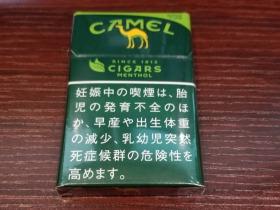 CAMEL
SINCE 1913
CIGARS
MENTHOL
妊娠中の喫煙は、胎
児の発育不全のほ
か、早産や出生体重
の減少、乳幼児突然
死症候群の危険性を
高めます。